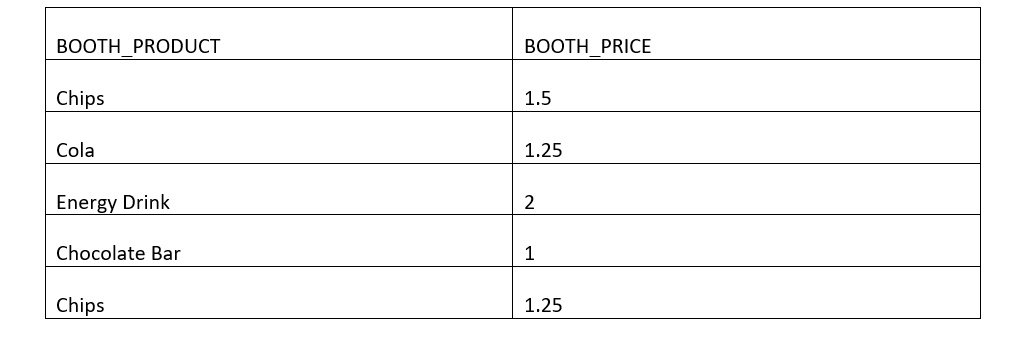 BOOTH_PRODUCT BOOTH_PRICE
Chips 1.5
Cola 1.25
Energy Drink 2
Chocolate Bar 1
Chips 1.25